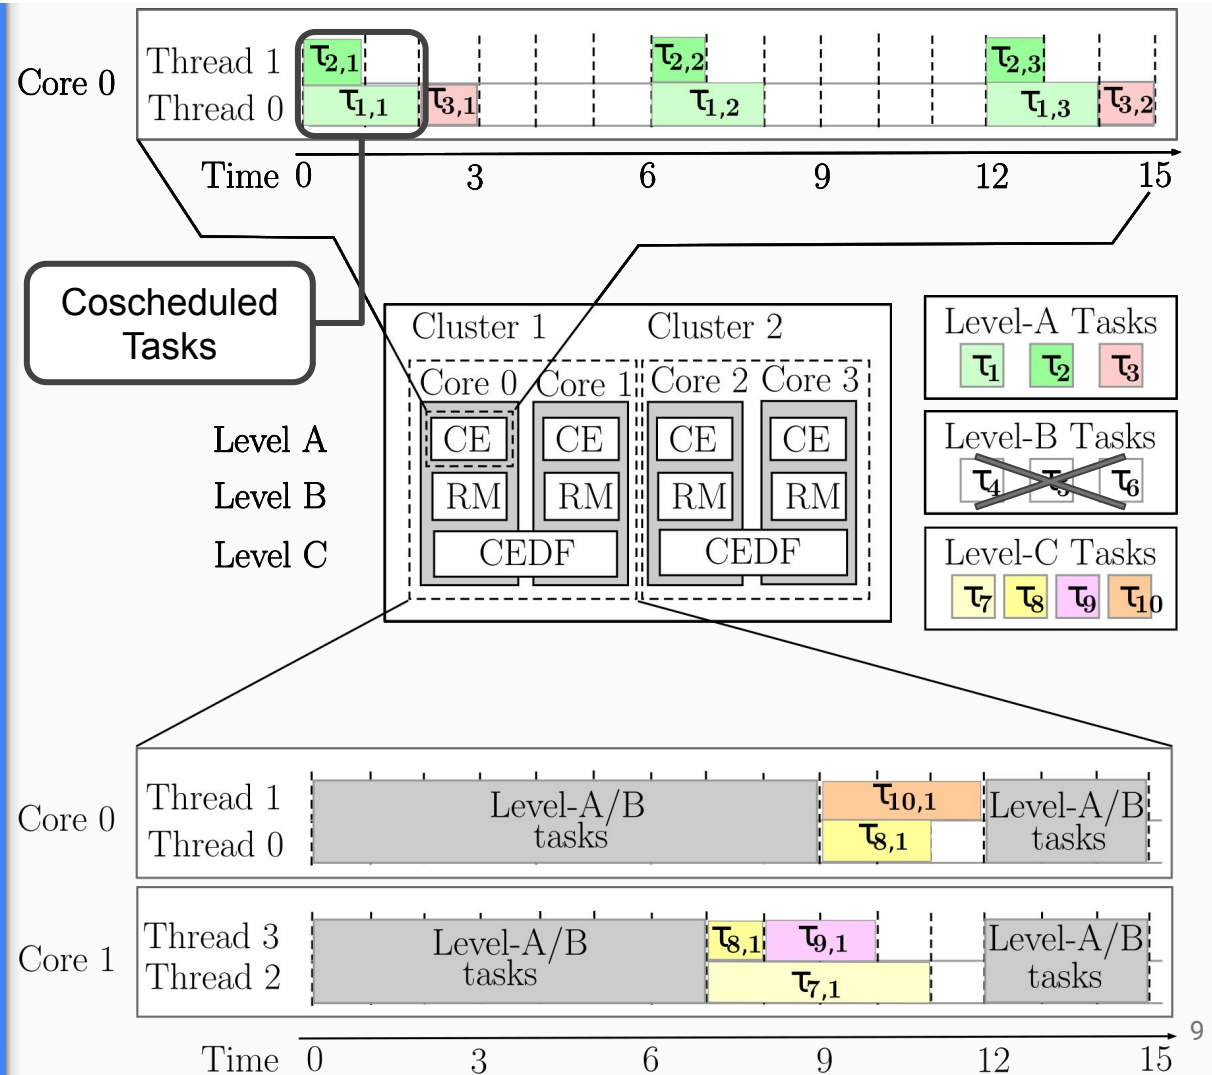 Core 0
Thread 1
Thread 0
τ2,1
τ2,2
τ2,3
τ1,1
τ3,1
τ1,2
τ1,3
τ3,2
Time 0 3 6 9 12 15
Coscheduled
Tasks
Cluster 1 Cluster 2
Core 0 Core 1 Core 2 Core 3
Level A CE CE CE CE
Level B RM RM RM RM
Level C CEDF CEDF
Level-A Tasks
τ1 τ2 τ3
Level-B Tasks
τ4 τ5 τ6
Level-C Tasks
τ7 τ8 τ9 τ10
Core 0
Thread 1
Thread 0
Level-A/B
tasks
τ10,1
τ8,1
Level-A/B
tasks
Core 1
Thread 3
Thread 2
Level-A/B
tasks
τ8,1
τ9,1
τ7,1
Level-A/B
tasks
Time 0 3 6 9 12 15
9